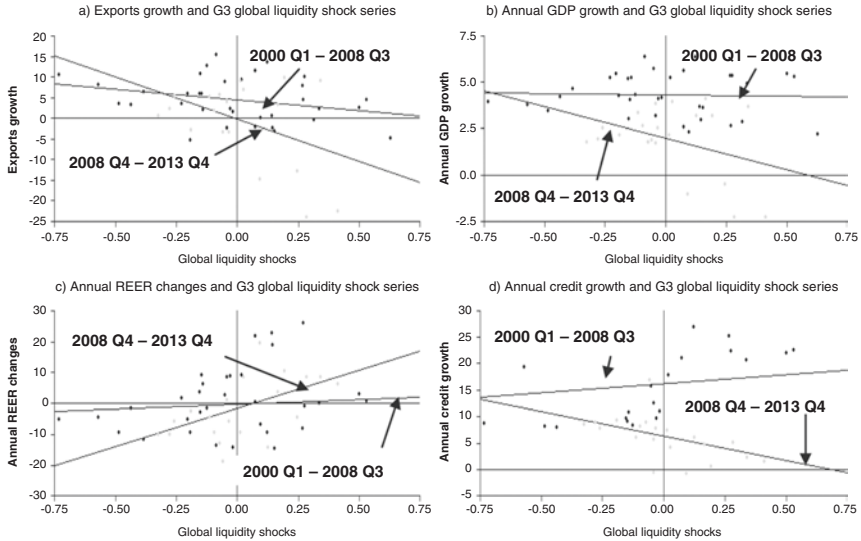 a) Exports growth and G3 global liquidity shock series
20
15
10
5
0
-5
-10
-15
-20
-25
Exports growth
2000 Q1 – 2008 Q3
2008 Q4 – 2013 Q4
-0.75 -0.50 -0.25 0.00 0.25 0.50 0.75
Global liquidity shocks
b) Annual GDP growth and G3 global liquidity shock series
7.5
5.0
2.5
0.0
-2.5
Annual GDP growth
2000 Q1 – 2008 Q3
2008 Q4 – 2013 Q4
-0.75 -0.50 -0.25 0.00 0.25 0.50 0.75
Global liquidity shocks
c) Annual REER changes and G3 global liquidity shock series
30
20
10
0
-10
-20
-30
Annual REER changes
2008 Q4 – 2013 Q4
2000 Q1 – 2008 Q3
-0.75 -0.50 -0.25 0.00 0.25 0.50 0.75
Global liquidity shocks
d) Annual credit growth and G3 global liquidity shock series
30
25
20
15
10
5
0
-5
Annual credit growth
2000 Q1 – 2008 Q3
2008 Q4 – 2013 Q4
-0.75 -0.50 -0.25 0.00 0.25 0.50 0.75
Global liquidity shocks